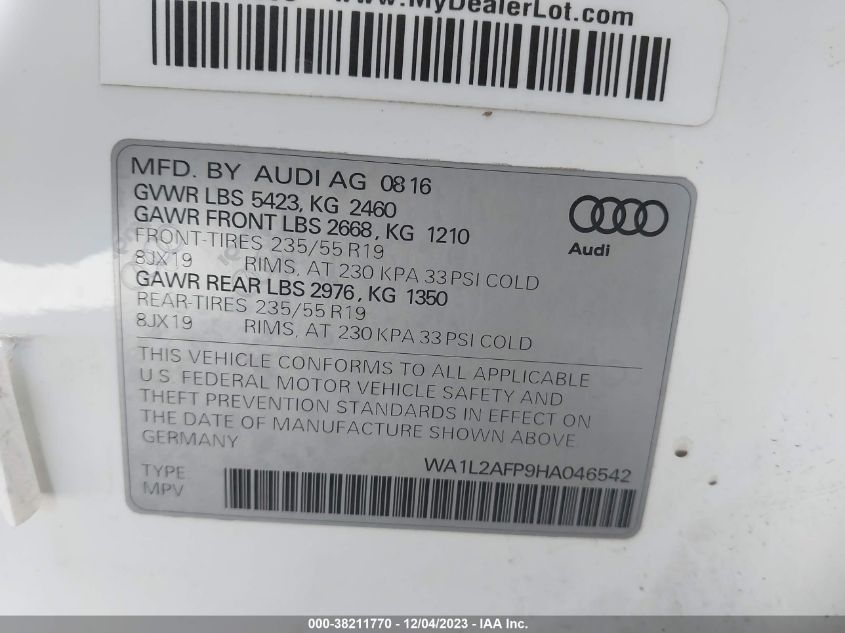 www.MyDealerLot.com
MFD. BY AUDI AG 0816
GVWR LBS 5423, KG 2460
GAWR FRONT LBS 2668, KG 1210
FRONT-TIRES 235/55 R19
8JX19 RIMS, AT 230 KPA 33 PSI COLD
GAWR REAR LBS 2976, KG 1350
REAR-TIRES 235/55 R19
8JX19 RIMS, AT 230 KPA 33 PSI COLD
Audi
THIS VEHICLE CONFORMS TO ALL APPLICABLE
U.S. FEDERAL MOTOR VEHICLE SAFETY AND
THEFT PREVENTION STANDARDS IN EFFECT ON
THE DATE OF MANUFACTURE SHOWN ABOVE
GERMANY
WA1L2AFP9HA046542
TYPE:
MPV
000-38211770 - 12/04/2023 - IAA Inc.